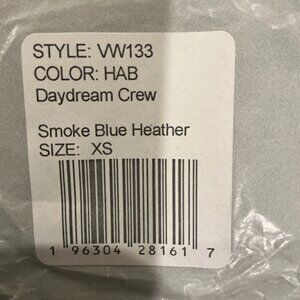 STYLE: VW133
COLOR: HAB
Daydream Crew
Smoke Blue Heather
SIZE: XS
1 96304 28161 7